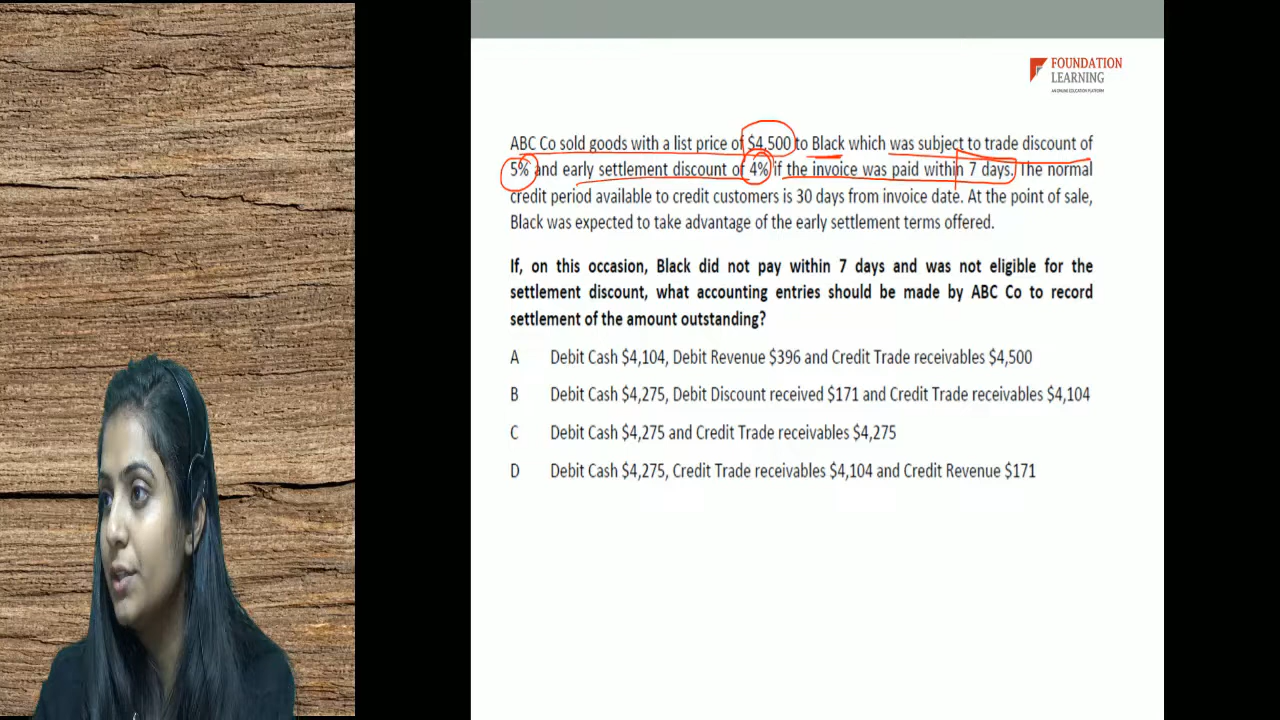 FOUNDATION
LEARNING
AN ONLINE EDUCATION PLATFORM
ABC Co sold goods with a list price of $4,500 to Black which was subject to trade discount of
5% and early settlement discount of 4% if the invoice was paid within 7 days. The normal
credit period available to credit customers is 30 days from invoice date. At the point of sale,
Black was expected to take advantage of the early settlement terms offered.
If, on this occasion, Black did not pay within 7 days and was not eligible for the
settlement discount, what accounting entries should be made by ABC Co to record
settlement of the amount outstanding?
A Debit Cash $4,104, Debit Revenue $396 and Credit Trade receivables $4,500
B Debit Cash $4,275, Debit Discount received $171 and Credit Trade receivables $4,104
C Debit Cash $4,275 and Credit Trade receivables $4,275
D Debit Cash $4,275, Credit Trade receivables $4,104 and Credit Revenue $171